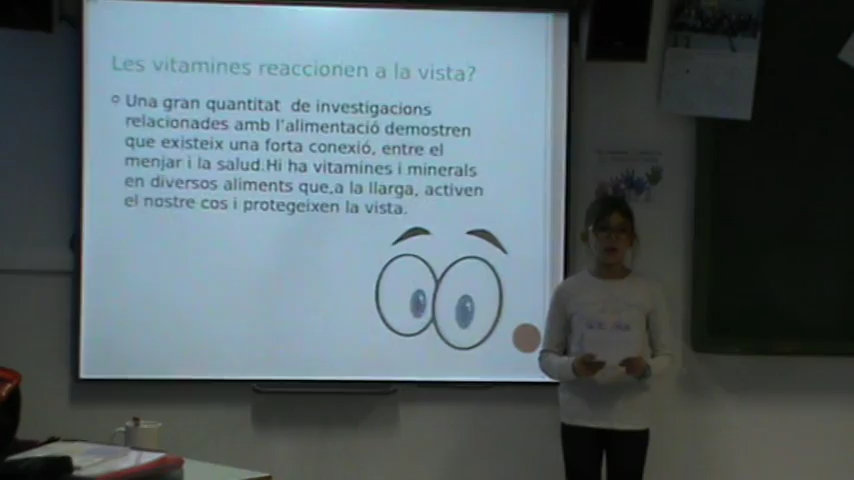 Les vitamines reaccionen a la vista?
Una gran quantitat de investigacions
relacionades amb l'alimentació demostren
que existeix una forta conexió, entre el
menjar i la salud.Hi ha vitamines i minerals
en diversos aliments que,a la llarga, activen
el nostre cos i protegeixen la vista.